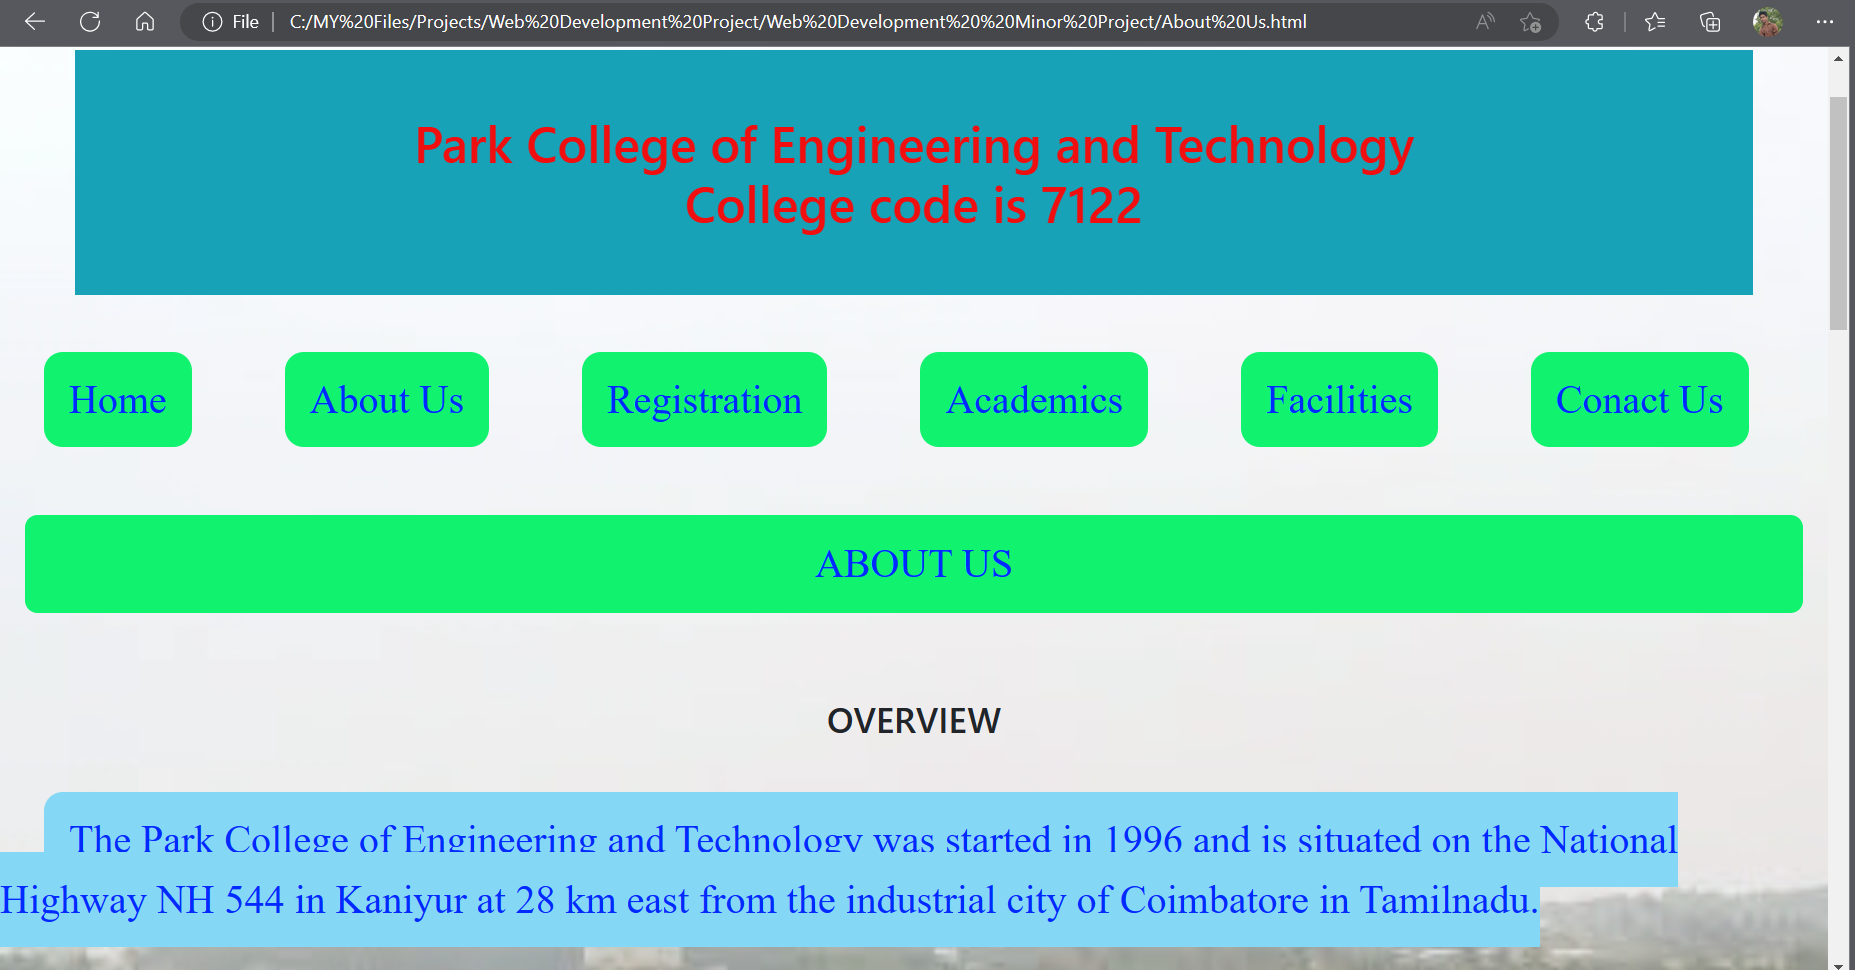 File
C:/MY%20Files/Projects/Web%20Development%20Project/Web%20Development%20%20Minor%20Project/About%20Us.html
Park College of Engineering and Technology
College code is 7122
Home About Us Registration Academics Facilities Conact Us
ABOUT US
OVERVIEW
The Park College of Engineering and Technology was started in 1996 and is situated on the National
Highway NH 544 in Kaniyur at 28 km east from the industrial city of Coimbatore in Tamilnadu.